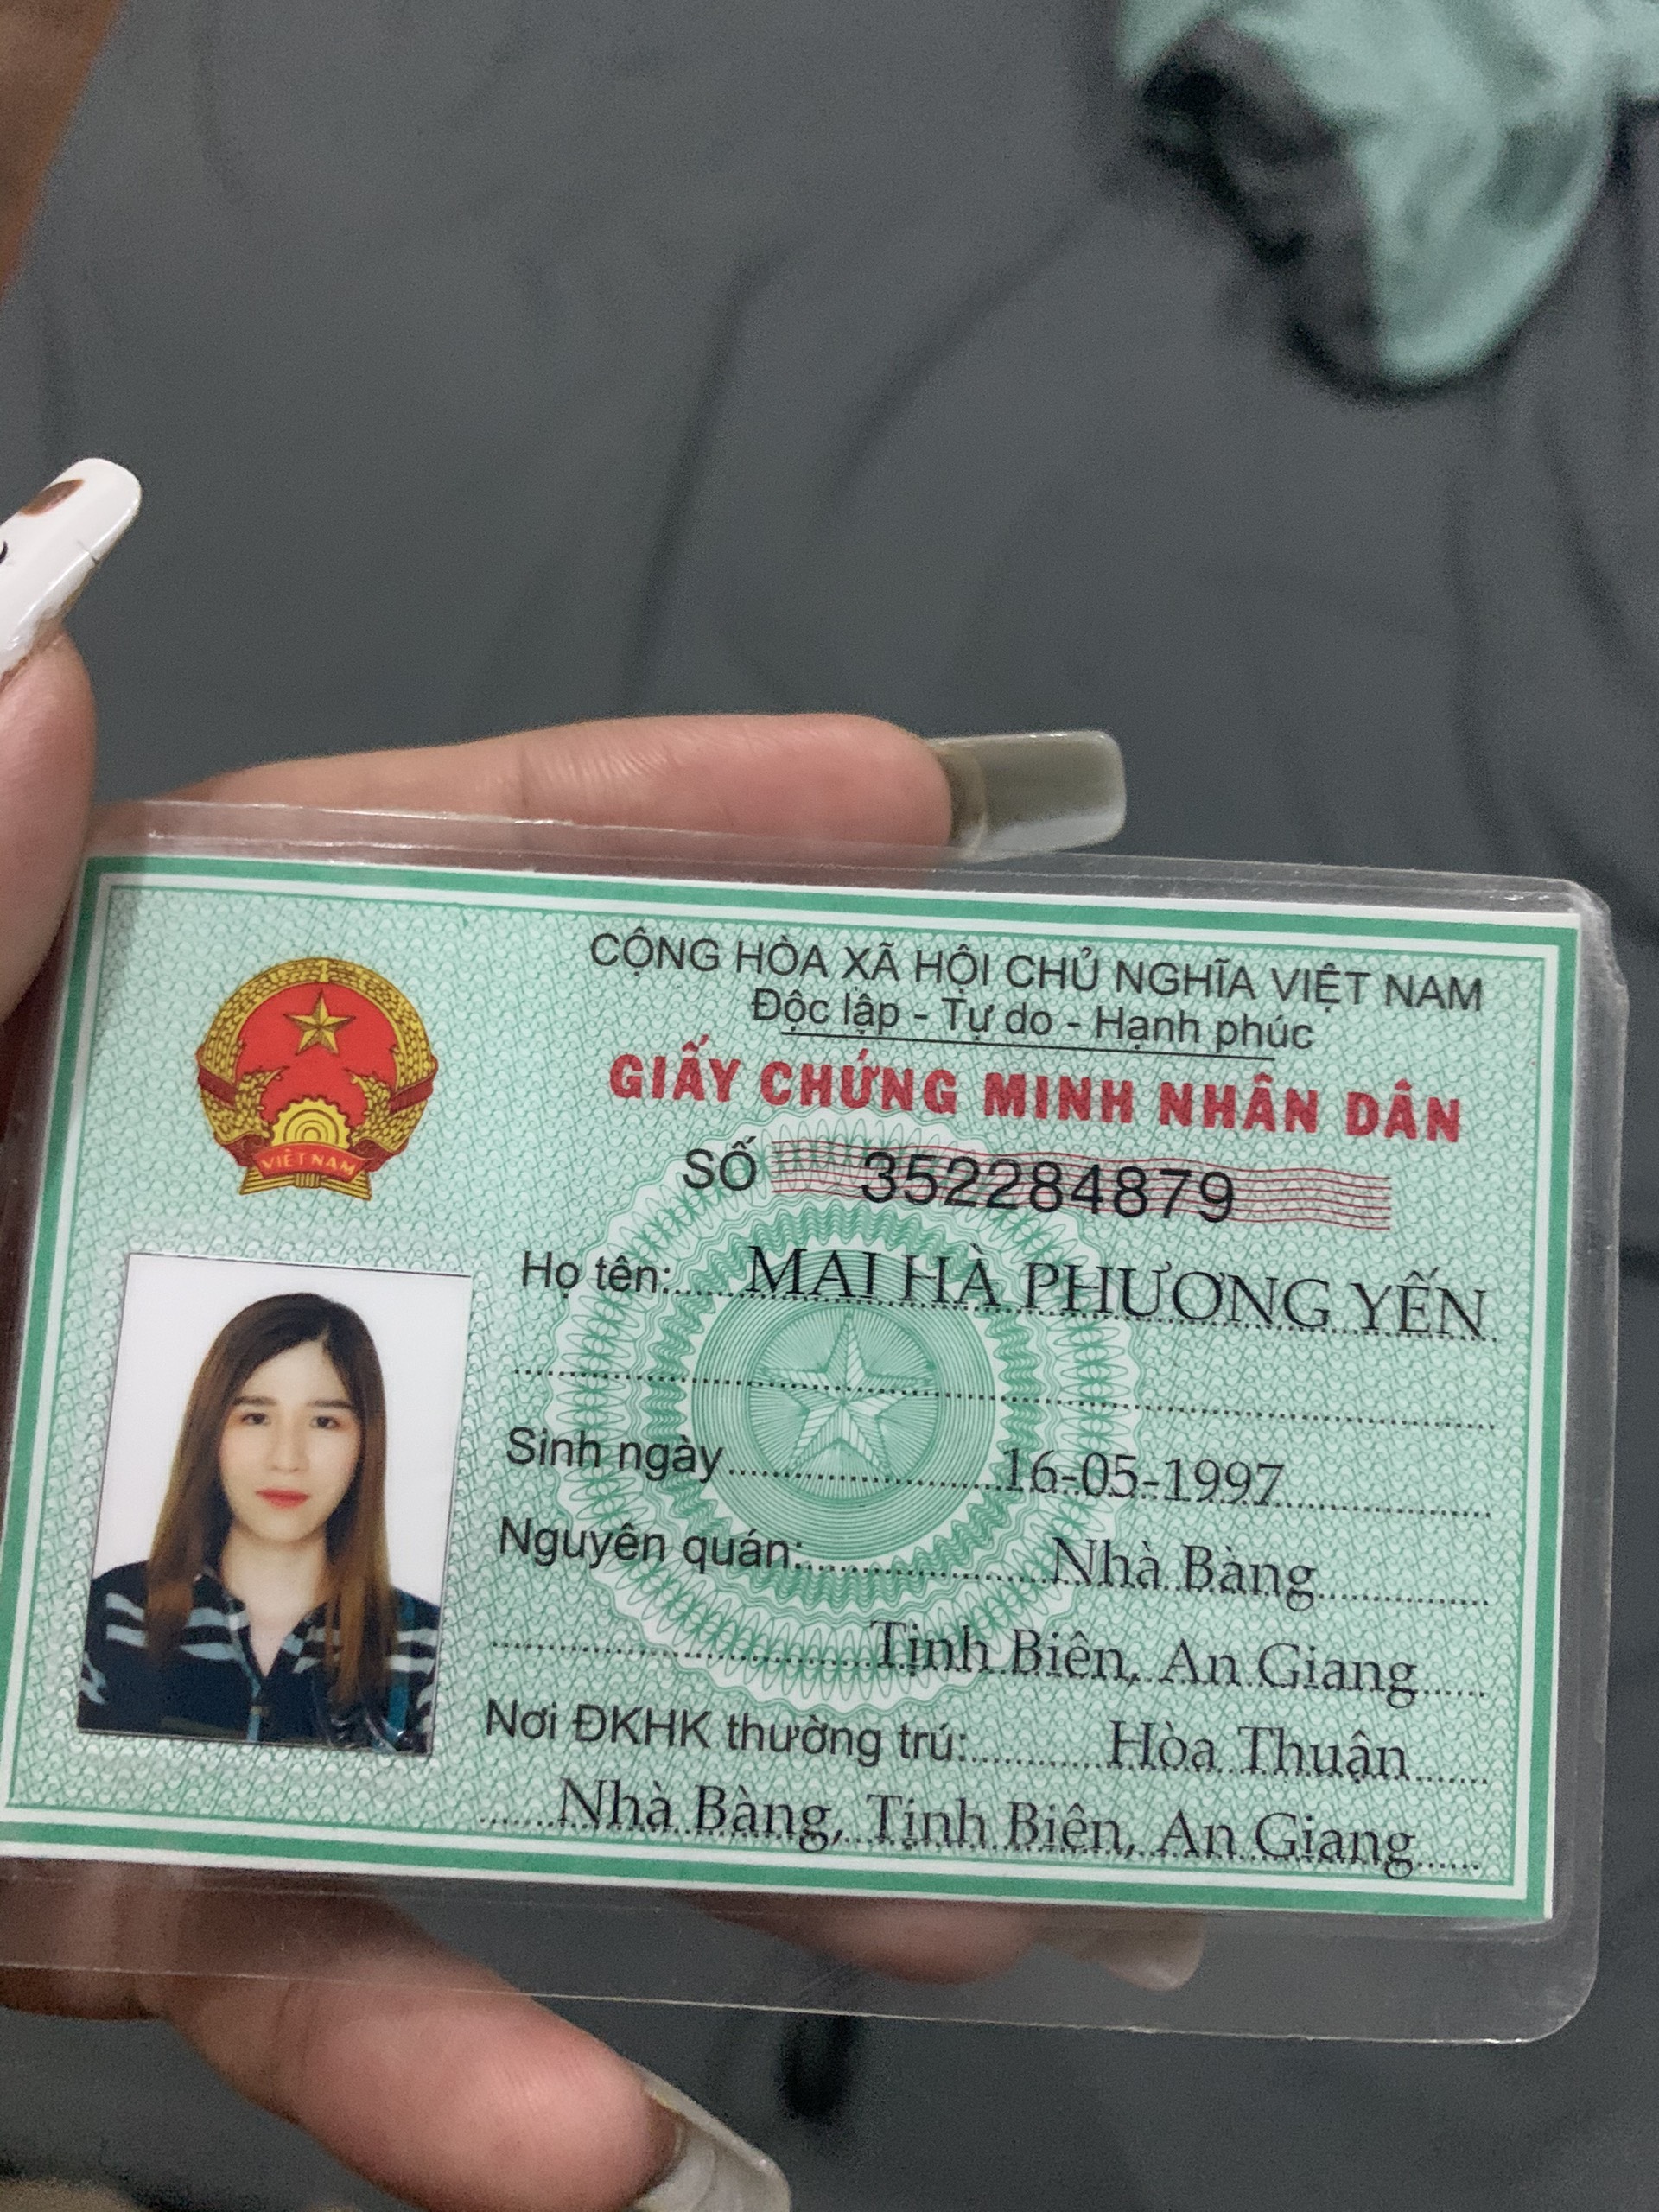 CỘNG HÒA XÃ HỘI CHỦ NGHĨA VIỆT NAM
Độc lập - Tự do - Hạnh phúc
GIẤY CHỨNG MINH NHÂN DÂN
SỐ 352284879
VIỆT NAM
Họ tên: MAI HÀ PHƯƠNG YẾN
Sinh ngày 16-05-1997
Nguyên quán: Nhà Bàng
Tịnh Biên, An Giang
Nơi ĐKHK thường trú: Hòa Thuận
Nhà Bàng, Tịnh Biên, An Giang